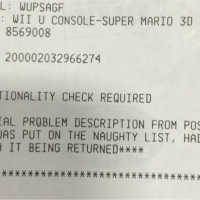 L: WUPSAGF
: WII U CONSOLE-SUPER MARIO 3D
8569008
200002032966274
TIONALITY CHECK REQUIRED
IAL PROBLEM DESCRIPTION FROM POS
WAS PUT ON THE NAUGHTY LIST, HAD
H IT BEING RETURNED****
******************************